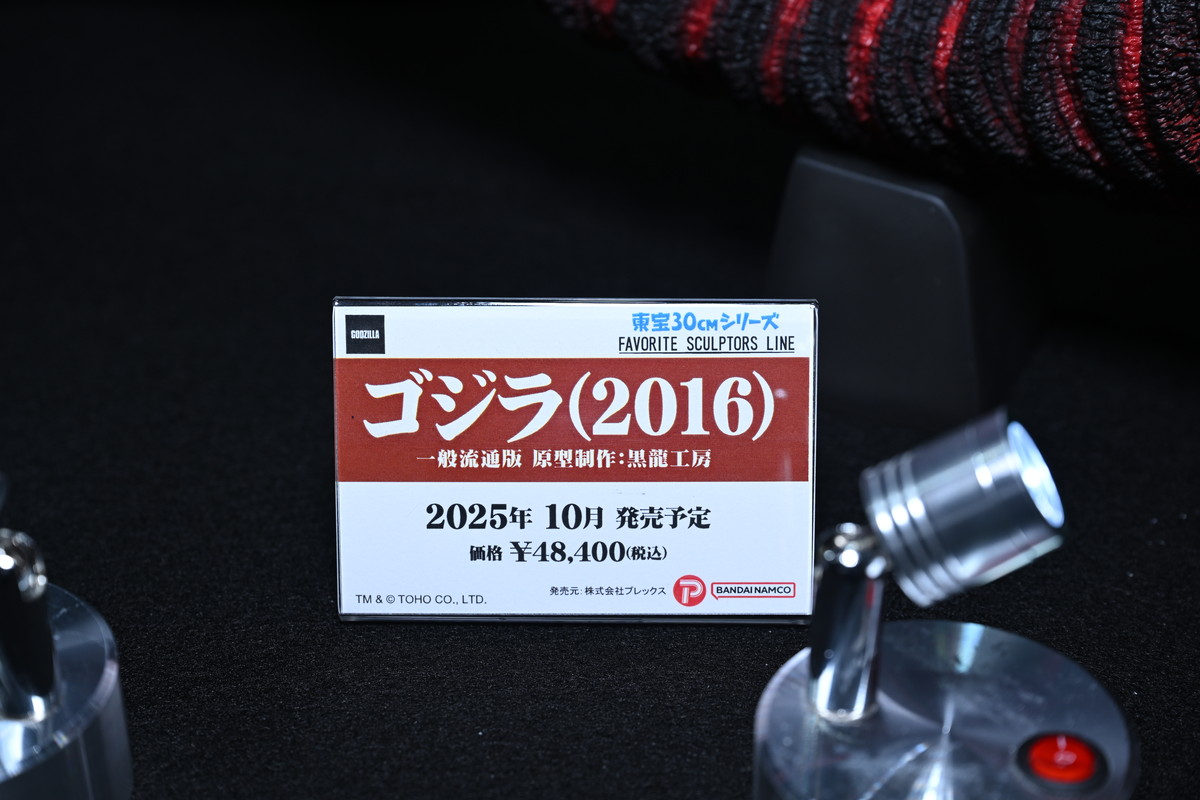 GODZILLA
東宝30CMシリーズ
FAVORITE SCULPTORS LINE
ゴジラ(2016)
一般流通版 原型制作:黒龍工房
2025年 10月 発売予定
価格 ¥48,400(税込)
発売元:株式会社プレックス
BANDAI NAMCO
TM & © TOHO CO., LTD.